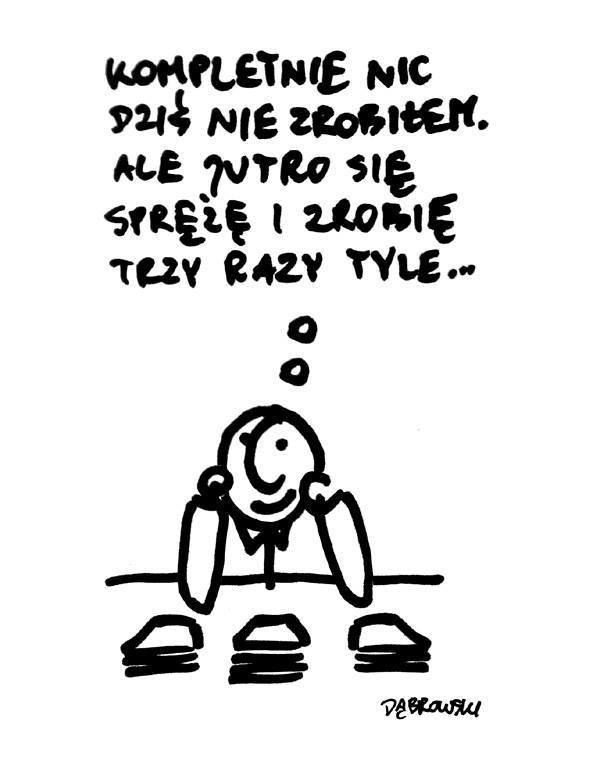 KOMPLETNIE NIC
DZIŚ NIE ZROBIŁEM.
ALE JUTRO SIĘ
SPRĘŻĘ I ZROBIĘ
TRZY RAZY TYLE...
DĄBROWSKI